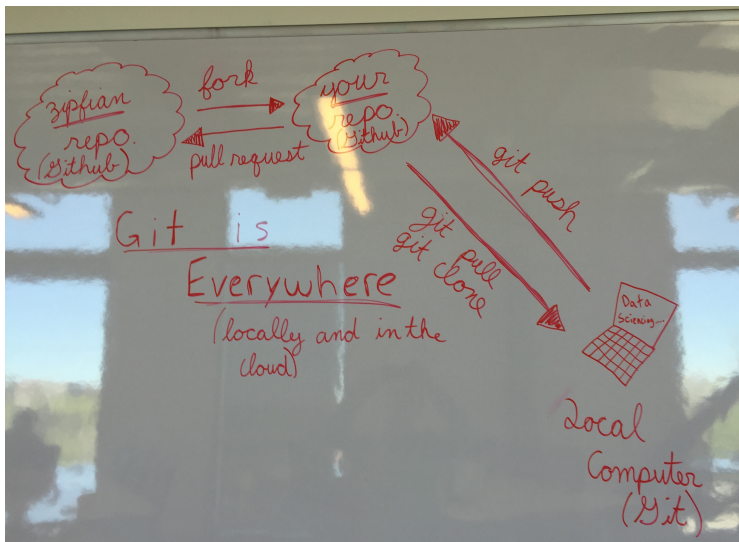 zipfian
repo.
(Github)
fork
pull request
your
repo
(Github)
git push
git pull
git clone
Git is
Everywhere
(locally and in the
cloud)
Data
Sciencing...
Local
Computer
(Git)